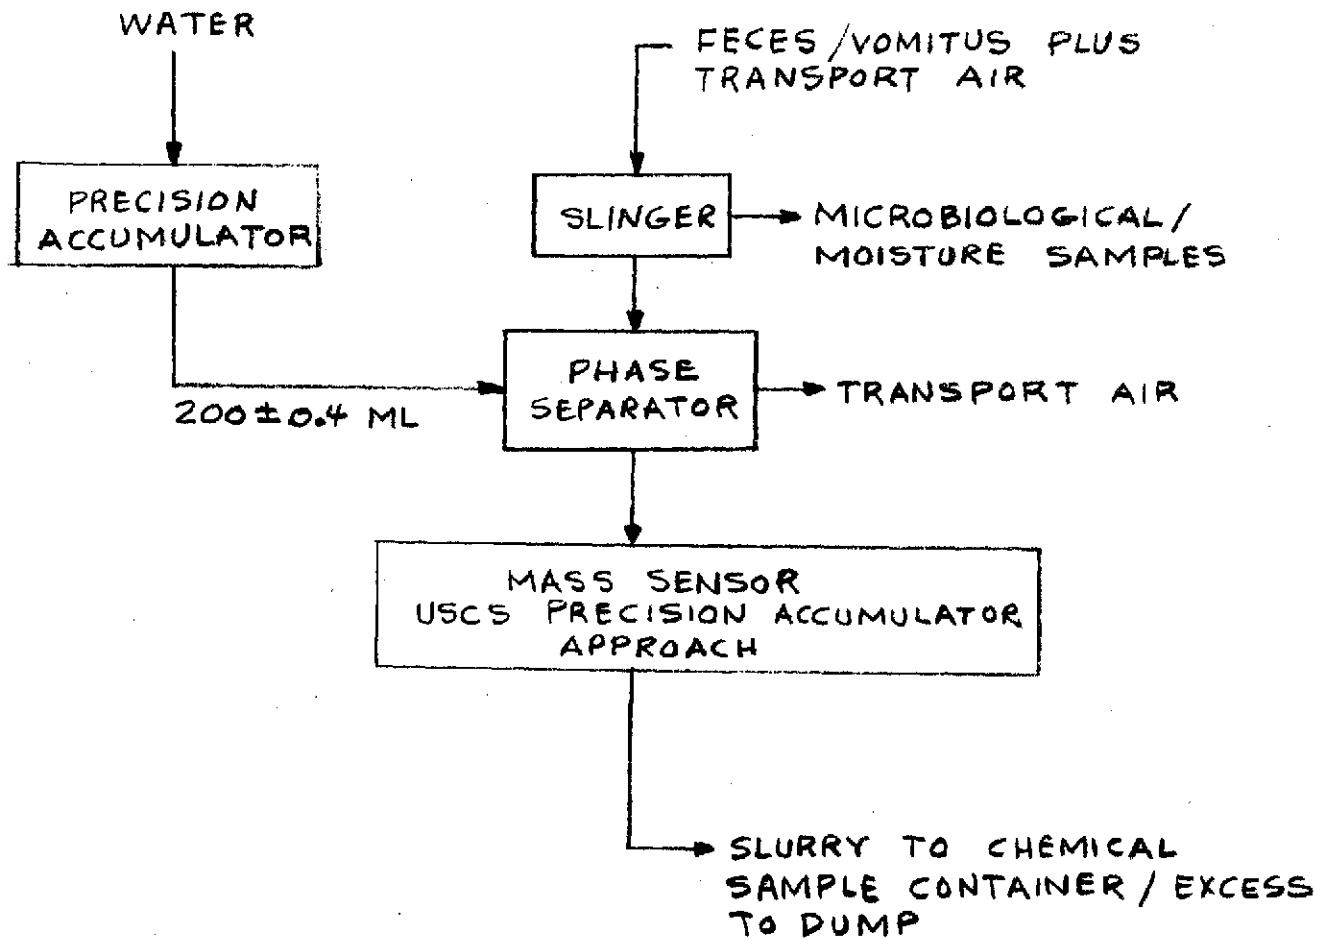 WATER
FECES/VOMITUS PLUS
TRANSPORT AIR
PRECISION
ACCUMULATOR
SLINGER
MICROBIOLOGICAL/
MOISTURE SAMPLES
PHASE
SEPARATOR
TRANSPORT AIR
200±0.4 ML
MASS SENSOR
USCS PRECISION ACCUMULATOR
APPROACH
SLURRY TO CHEMICAL
SAMPLE CONTAINER/EXCESS
TO DUMP